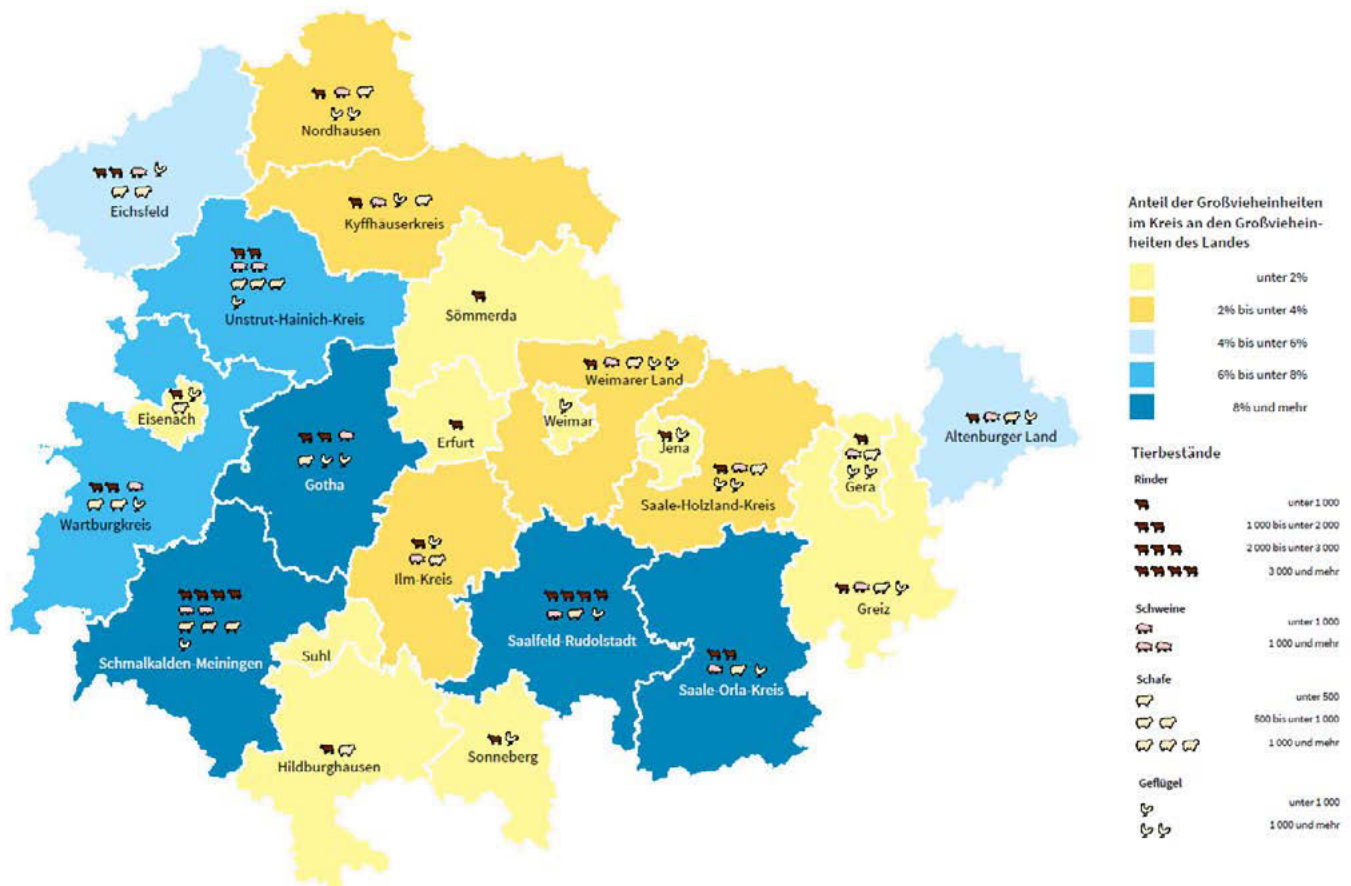 Nordhausen
Eichsfeld
Kyffhäuserkreis
Unstrut-Hainich-Kreis
Sömmerda
Weimarer Land
Eisenach
Erfurt
Weimar
Jena
Altenburger Land
Gotha
Gera
Saale-Holzland-Kreis
Wartburgkreis
Ilm-Kreis
Greiz
Saalfeld-Rudolstadt
Schmalkalden-Meiningen
Suhl
Saale-Orla-Kreis
Hildburghausen
Sonneberg
Anteil der Großvieheinheiten
im Kreis an den Großviehein-
heiten des Landes
unter 2%
2% bis unter 4%
4% bis unter 6%
6% bis unter 8%
8% und mehr
Tierbestände
Rinder
unter 1 000
1 000 bis unter 2 000
2 000 bis unter 3 000
3 000 und mehr
Schweine
unter 1 000
1 000 und mehr
Schafe
unter 500
500 bis unter 1 000
1 000 und mehr
Geflügel
unter 1 000
1 000 und mehr